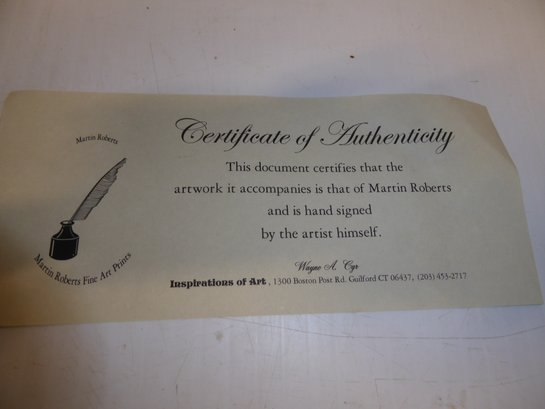 Martin Roberts
Martin Roberts Fine Art Prints
Certificate of Authenticity
This document certifies that the
artwork it accompanies is that of Martin Roberts
and is hand signed
by the artist himself.
Wayne A. Cyr
Inspirations of Art , 1300 Boston Post Rd. Guilford CT 06437, (203) 453-2717